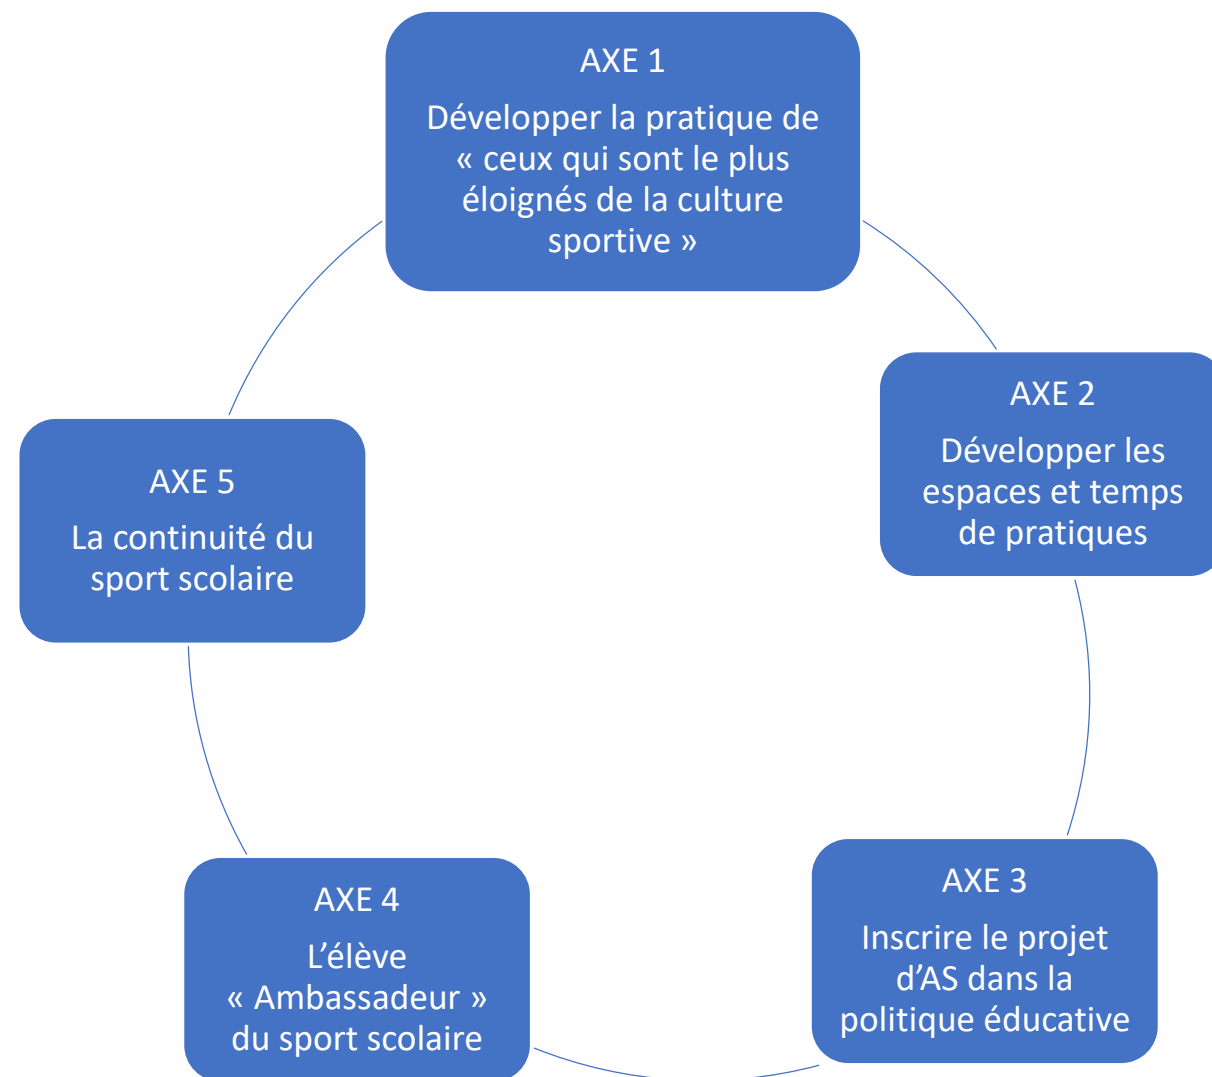 AXE 1
Développer la pratique de
« ceux qui sont le plus
éloignés de la culture
sportive »
AXE 2
Développer les
espaces et temps
de pratiques
AXE 3
Inscrire le projet
d’AS dans la
politique éducative
AXE 4
L’élève
« Ambassadeur »
du sport scolaire
AXE 5
La continuité du
sport scolaire